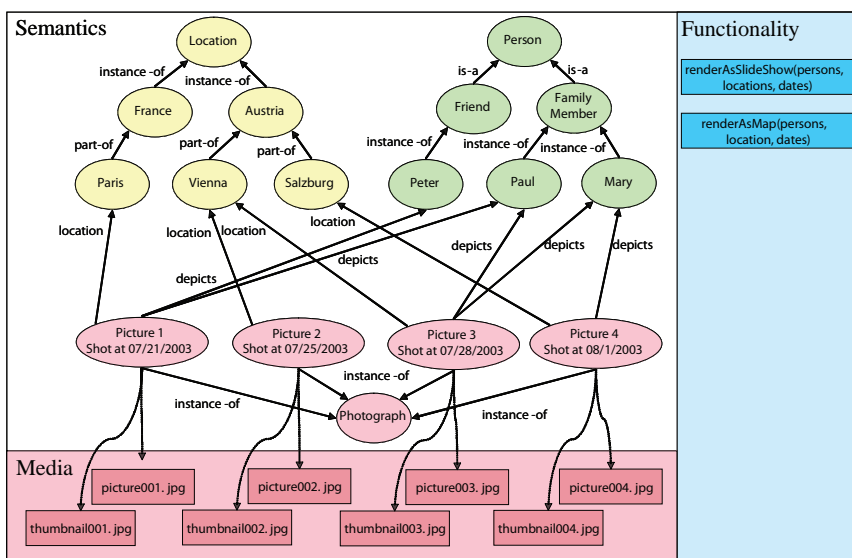 Semantics
Functionality
Location
Person
instance -of
instance -of
is-a
is-a
renderAsSlideShow(persons,
locations, dates)
France
Austria
Friend
Family
Member
renderAsMap(persons,
location, dates)
part-of
part-of
part-of
instance -of
instance -of
instance -of
Paris
Vienna
Salzburg
Peter
Paul
Mary
location
location
location
location
depicts
depicts
depicts
depicts
Picture 1
Shot at 07/21/2003
Picture 2
Shot at 07/25/2003
Picture 3
Shot at 07/28/2003
Picture 4
Shot at 08/1/2003
instance -of
instance -of
Photograph
instance -of
Media
picture001. jpg
picture002. jpg
picture003. jpg
picture004. jpg
thumbnail001. jpg
thumbnail002. jpg
thumbnail003. jpg
thumbnail004. jpg